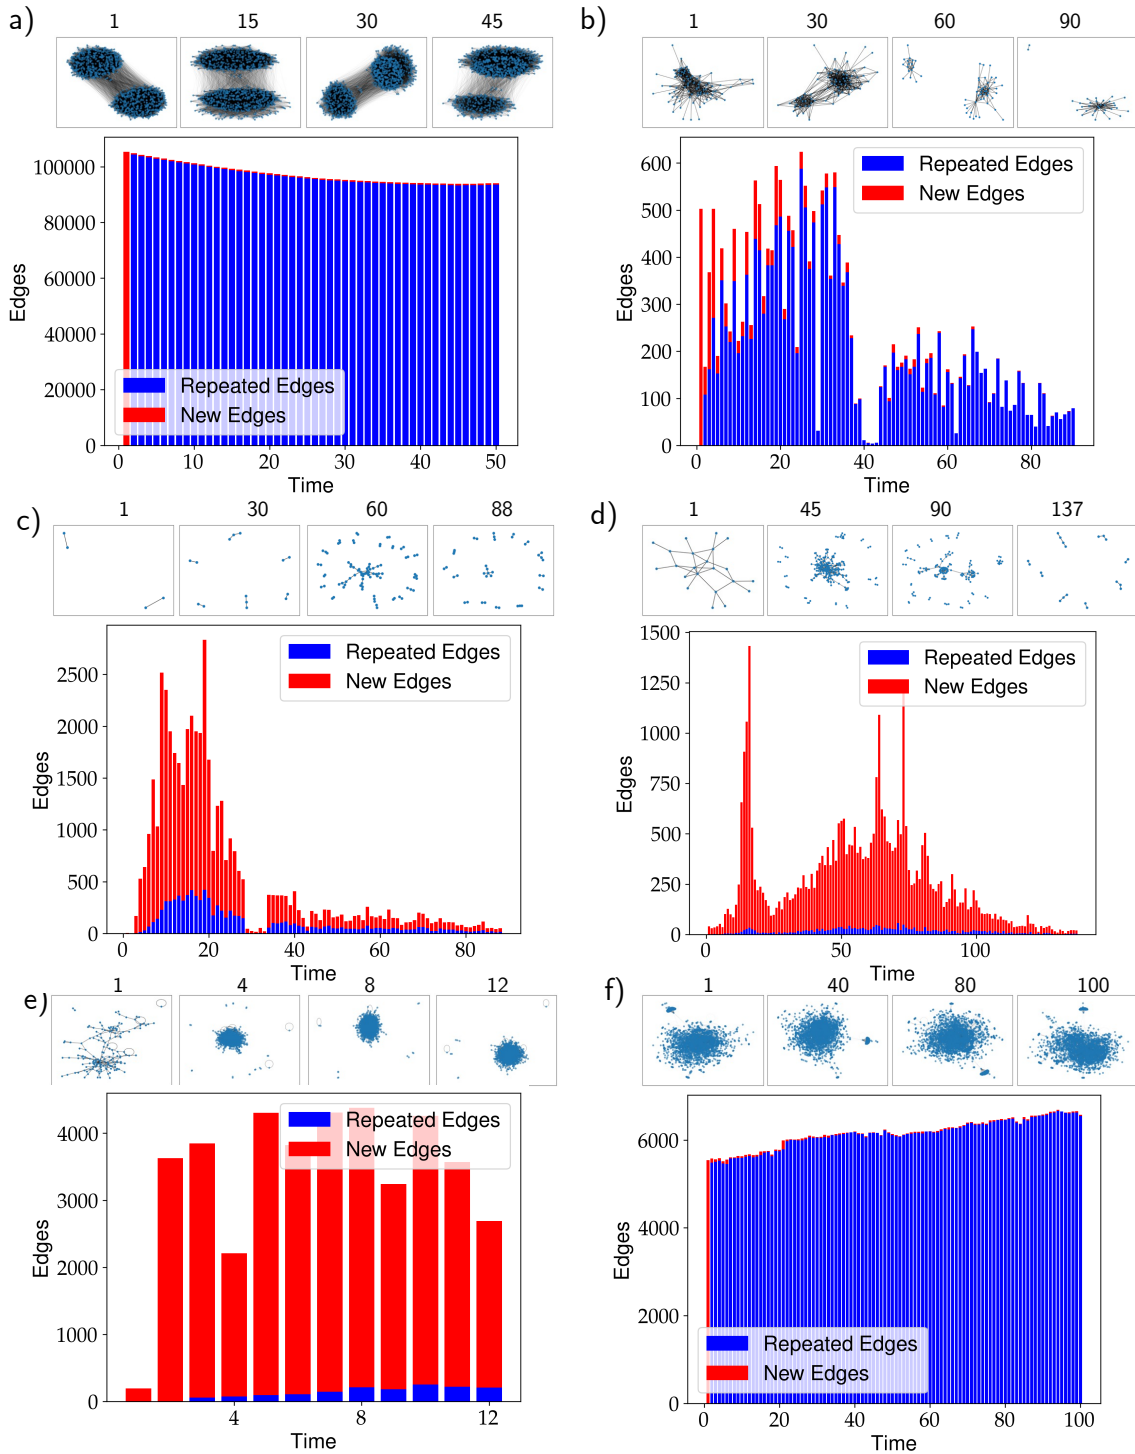 a)
1 15 30 45
100000
80000
60000
40000
20000
0
Edges
Repeated Edges
New Edges
0 10 20 30 40 50
Time
b)
1 30 60 90
600
500
400
300
200
100
0
Edges
Repeated Edges
New Edges
0 20 40 60 80
Time
c)
1 30 60 88
2500
2000
1500
1000
500
0
Edges
Repeated Edges
New Edges
0 20 40 60 80
Time
d)
1 45 90 137
1500
1250
1000
750
500
250
0
Edges
Repeated Edges
New Edges
0 50 100
Time
e)
1 4 8 12
4000
3000
2000
1000
0
Edges
Repeated Edges
New Edges
4 8 12
Time
f)
1 40 80 100
6000
4000
2000
0
Edges
Repeated Edges
New Edges
0 20 40 60 80 100
Time